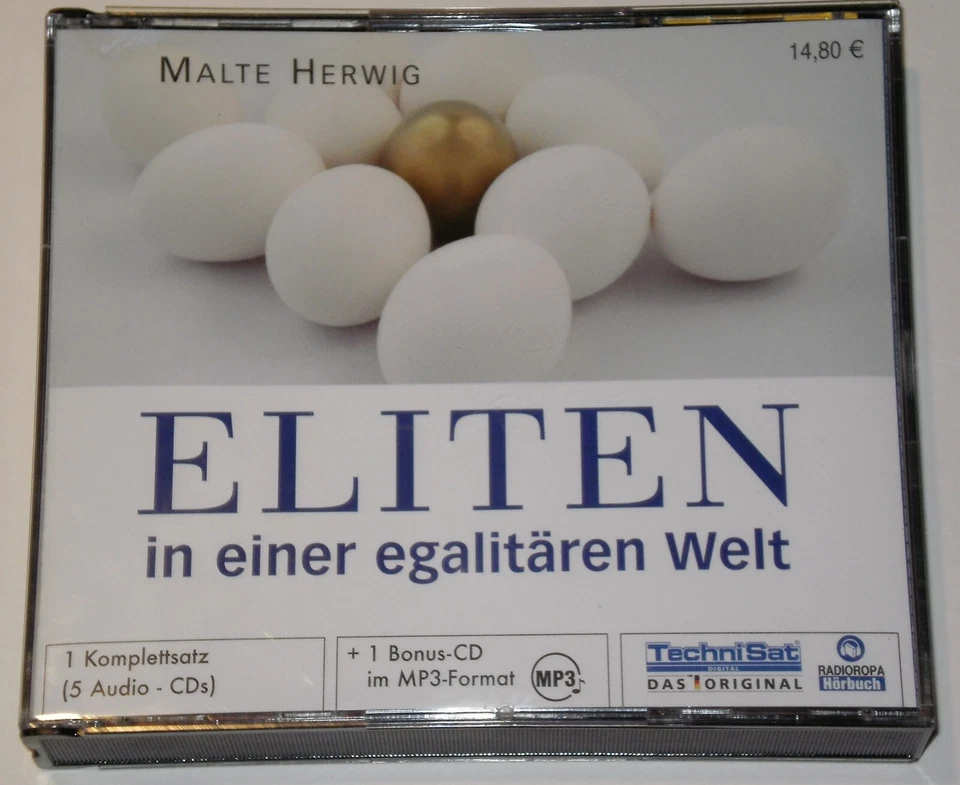 MALTE HERWIG
14,80 €
ELITEN
in einer egalitären Welt
1 Komplettsatz
(5 Audio - CDs)
+ 1 Bonus-CD
im MP3-Format
MP3
TechniSat
DIGITAL
DAS ORIGINAL
RADIOROPA
Hörbuch